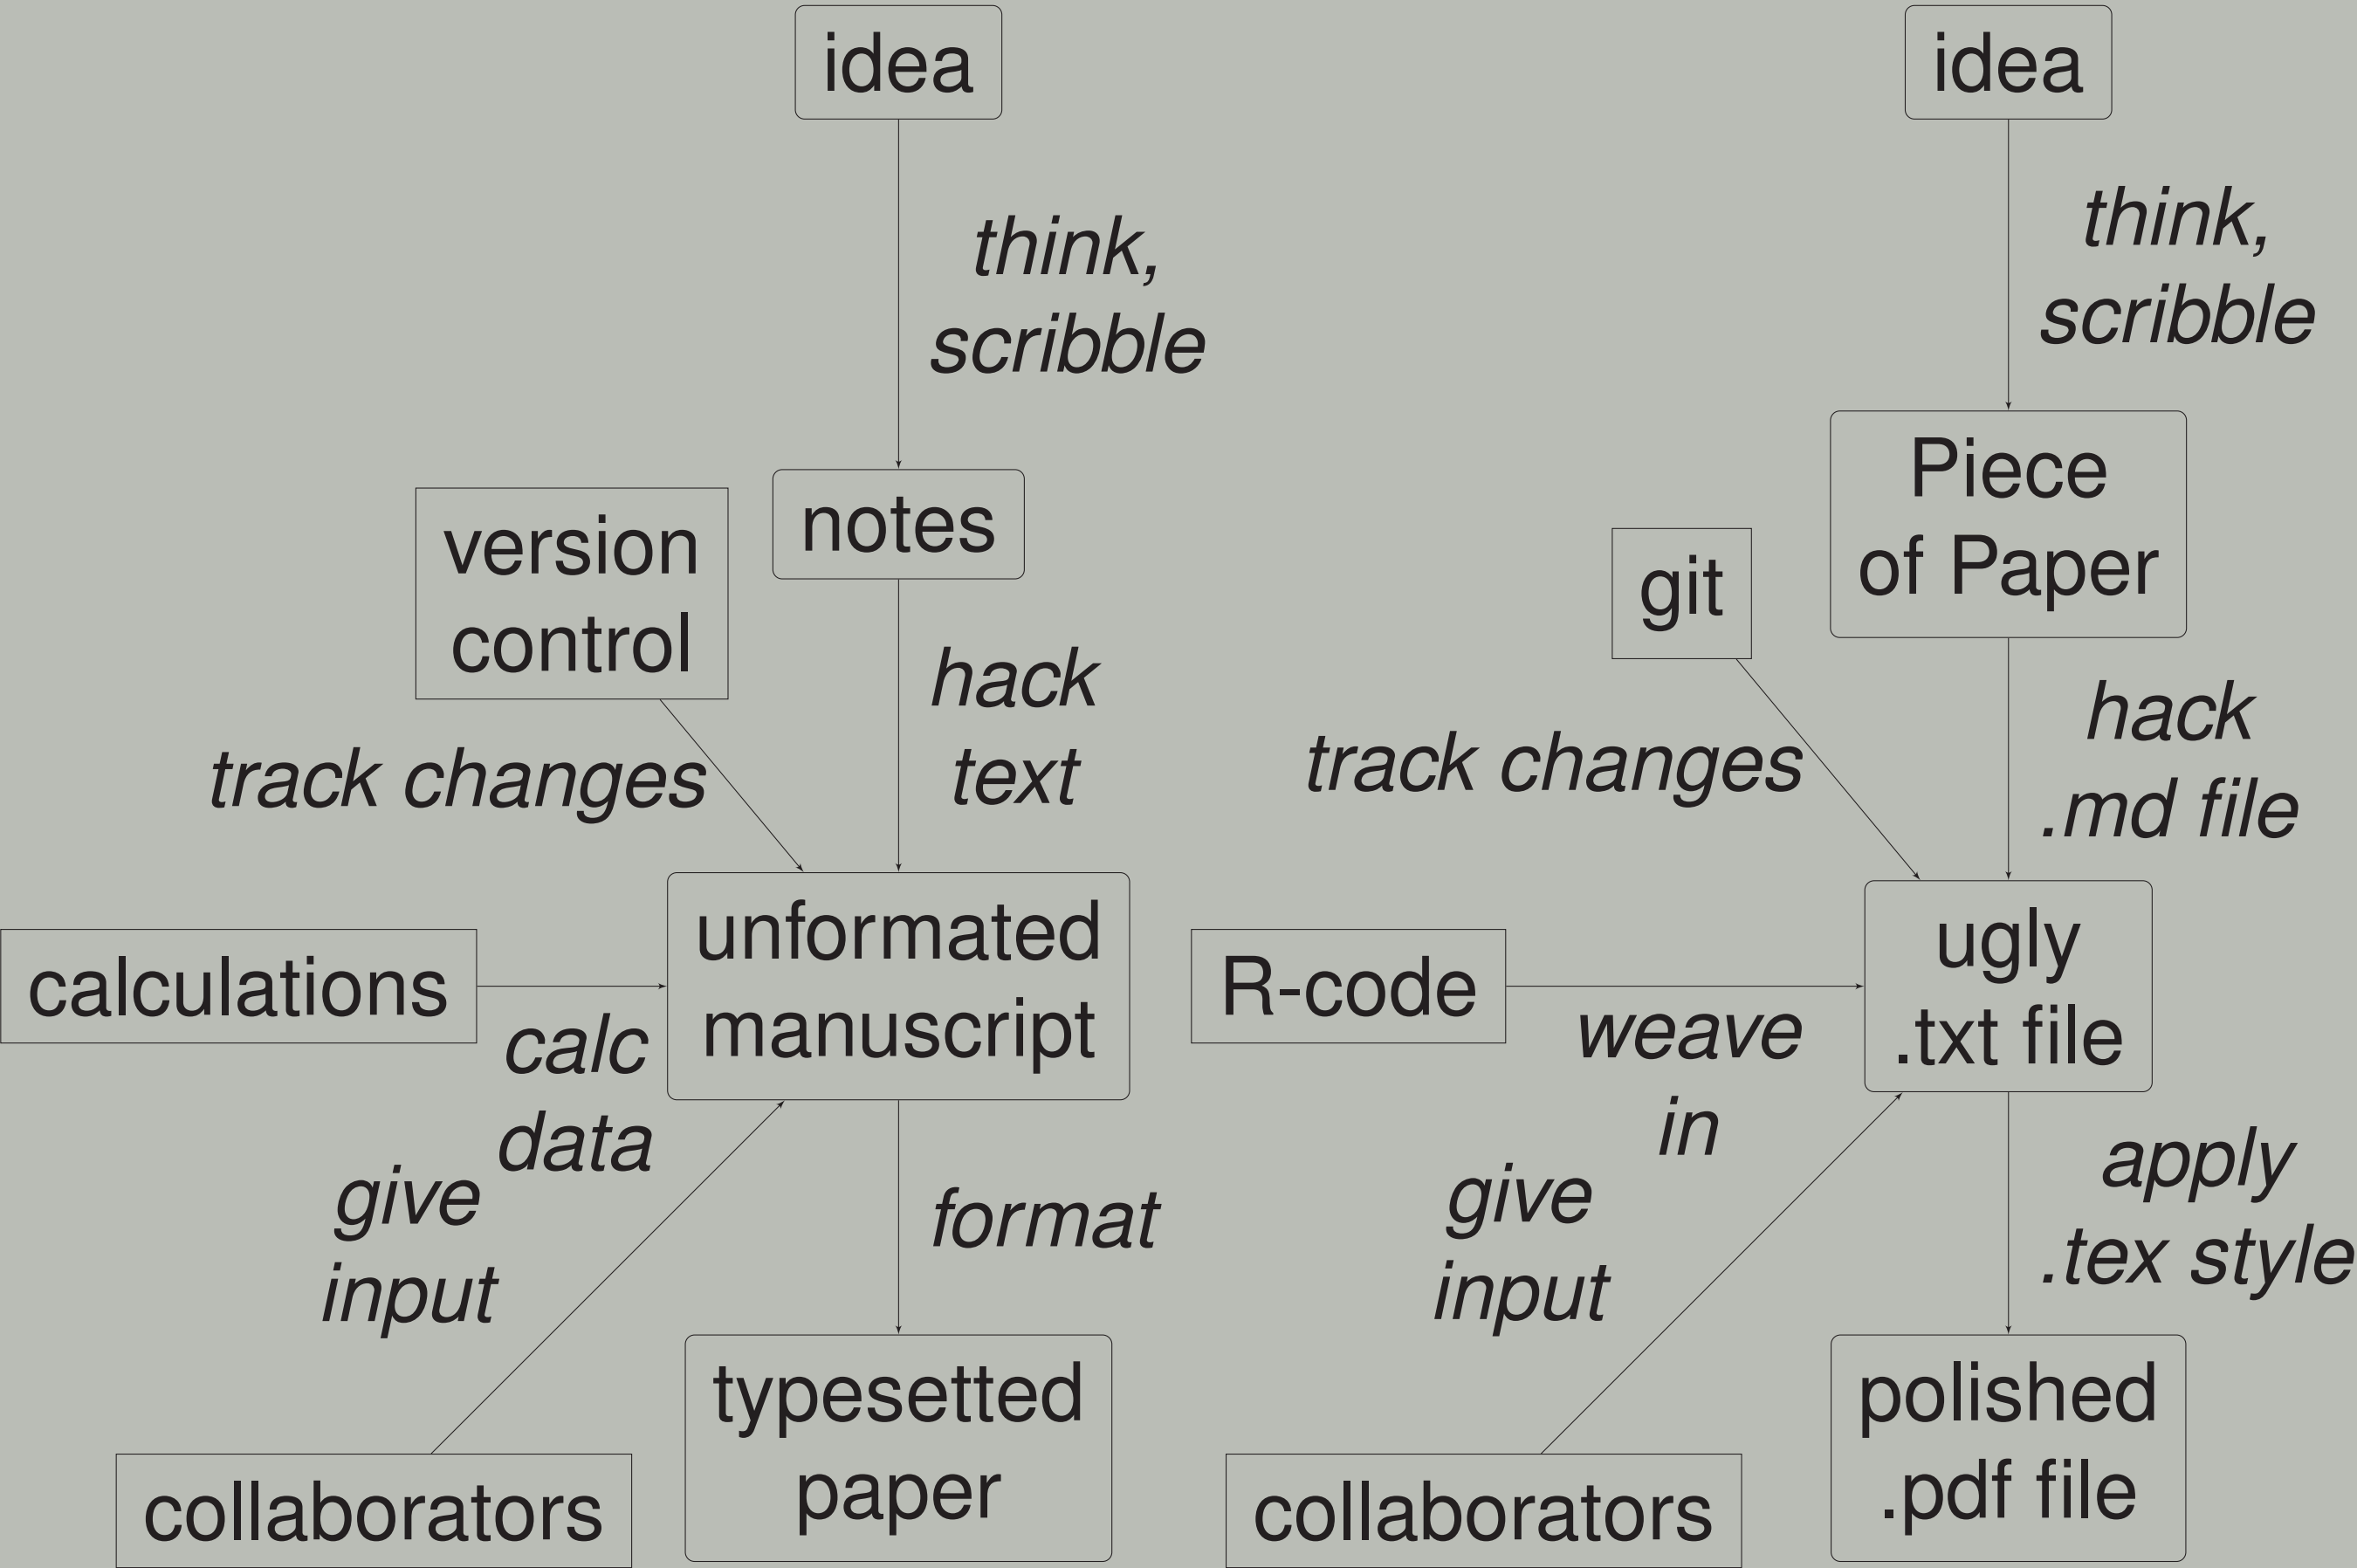 idea
think,
scribble
notes
version
control
hack
text
track changes
unformated
manuscript
calculations
calc
data
give
input
format
typesetted
paper
collaborators
idea
think,
scribble
Piece
of Paper
git
hack
.md file
track changes
ugly
.txt file
R-code
weave
in
give
input
apply
.tex style
polished
.pdf file
collaborators